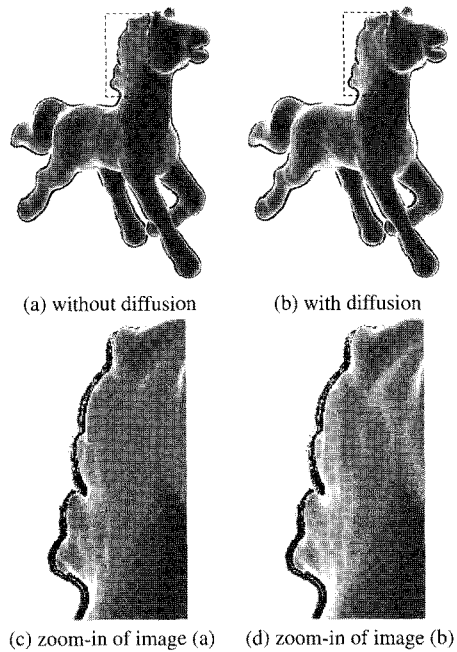 (a) without diffusion
(b) with diffusion
(c) zoom-in of image (a)
(d) zoom-in of image (b)